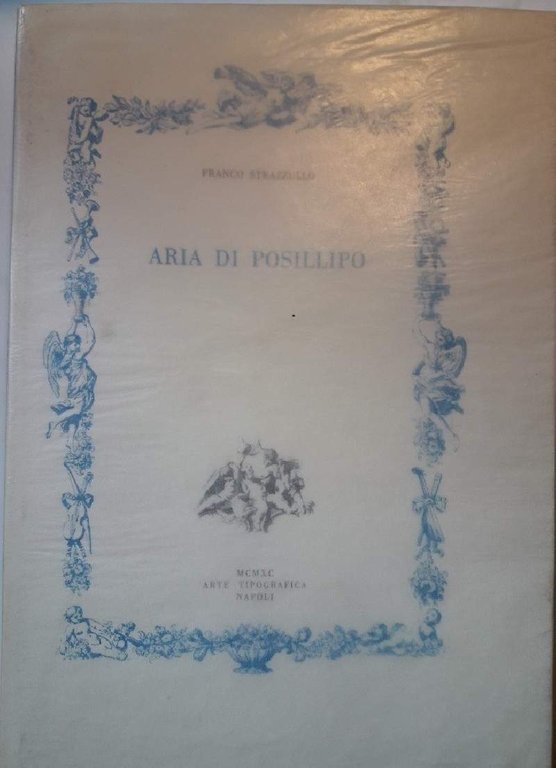 FRANCO STRAZZULLO
ARIA DI POSILLIPO
MCMXC
ARTE TIPOGRAFICA
NAPOLI